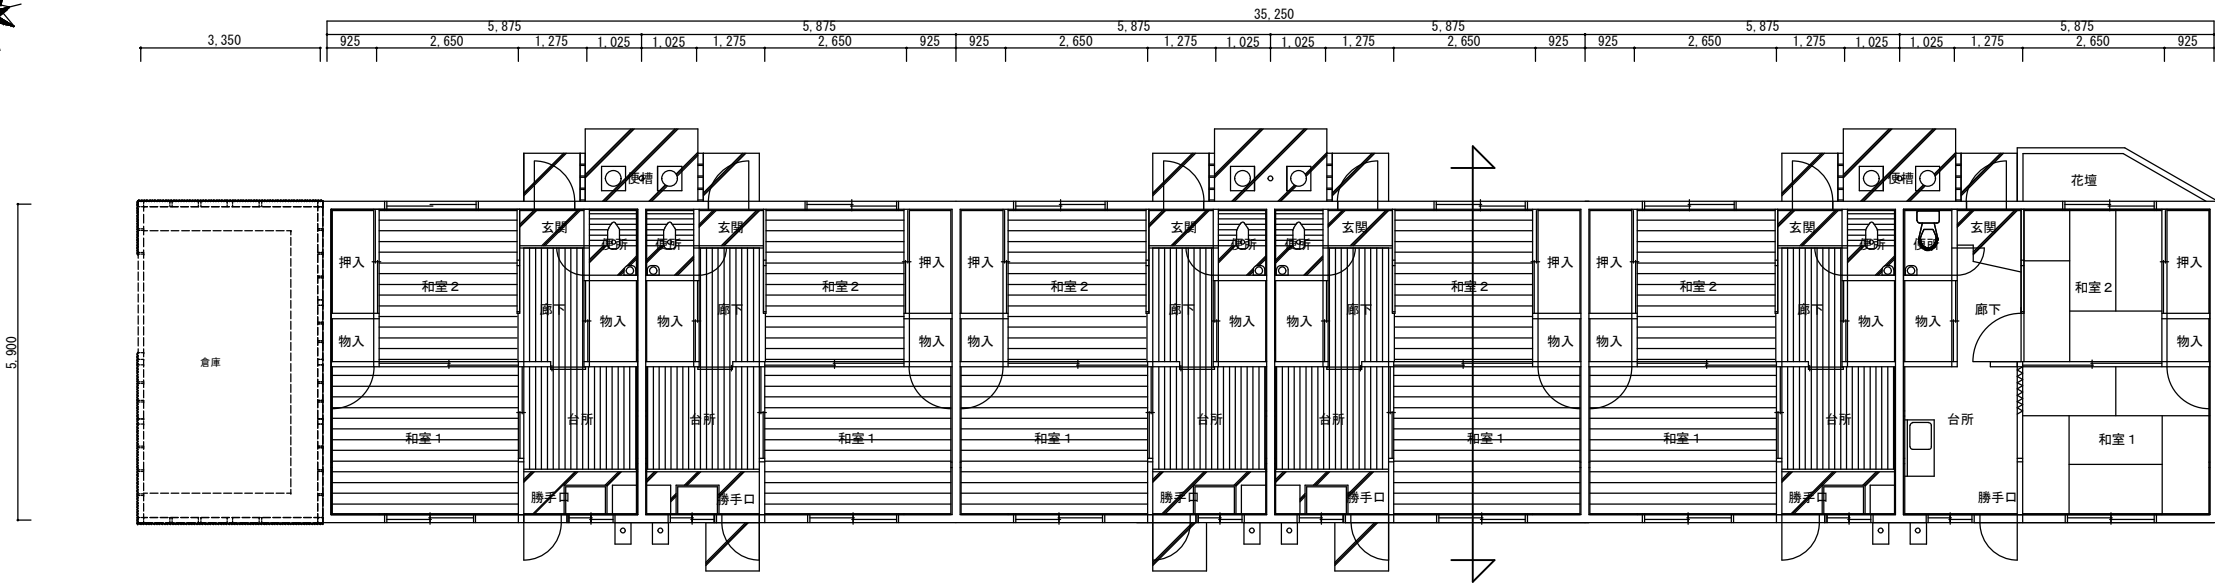 35,250
5,875 5,875 5,875 5,875 5,875 5,875
3,350 925 2,650 1,275 1,025 1,025 1,275 2,650 925 925 2,650 1,275 1,025 1,025 1,275 2,650 925 925 2,650 1,275 1,025 1,025 1,275 2,650 925
便槽 便槽 花壇
玄関 玄関 玄関 玄関 玄関 玄関
便所 便所 便所 便所 便所 便所
押入 押入 押入 押入 押入 押入
和室2 和室2 和室2 和室2 和室2 和室2
廊下 廊下 廊下 廊下 廊下 廊下
物入 物入 物入 物入 物入 物入
物入 物入 物入 物入 物入 物入
5,900
倉庫
台所 台所 台所 台所 台所 台所
和室1 和室1 和室1 和室1 和室1 和室1
勝手口 勝手口 勝手口 勝手口 勝手口 勝手口